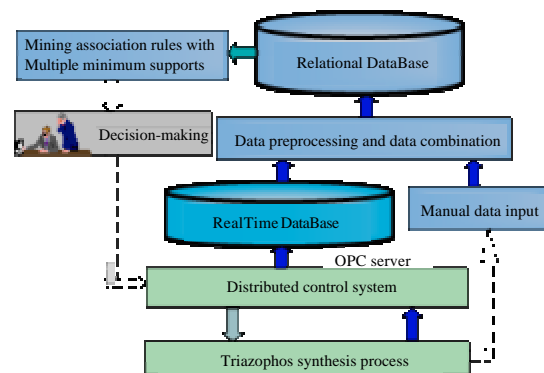 Mining association rules with
Multiple minimum supports
Relational DataBase
Decision-making
Data preprocessing and data combination
RealTime DataBase
Manual data input
OPC server
Distributed control system
Triazophos synthesis process